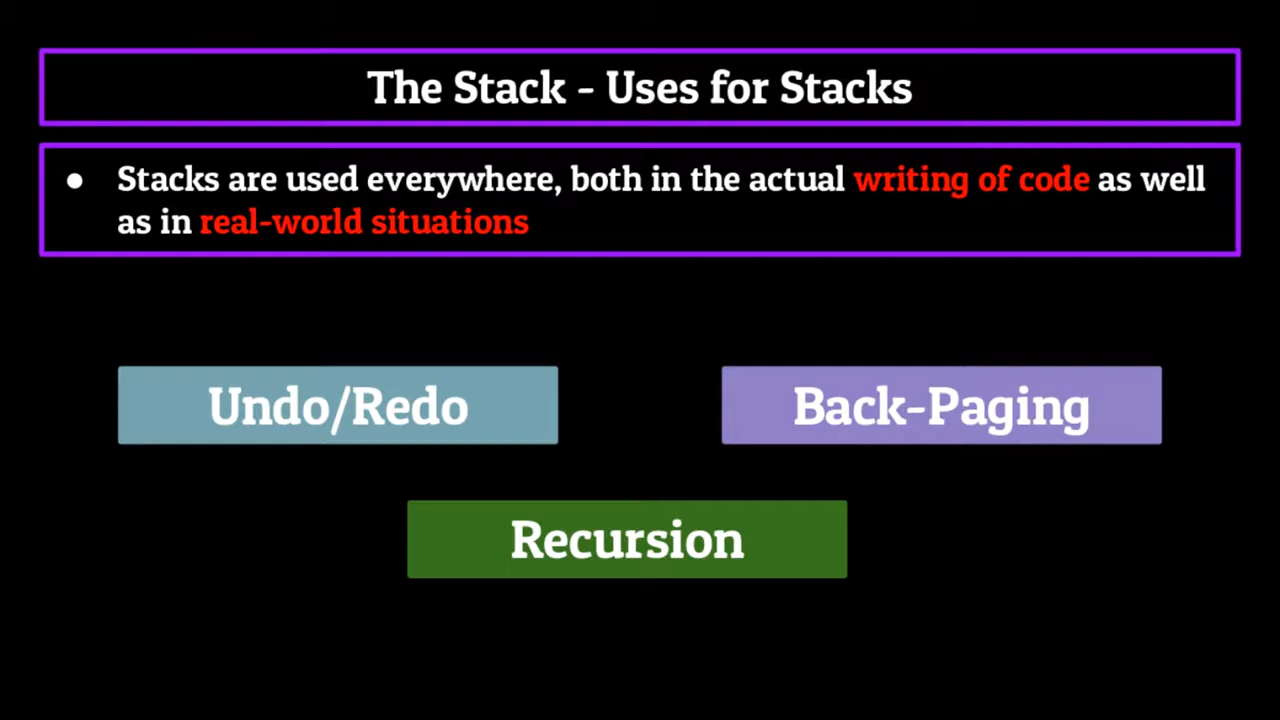 The Stack - Uses for Stacks
● Stacks are used everywhere, both in the actual writing of code as well
as in real-world situations
Undo/Redo
Back-Paging
Recursion